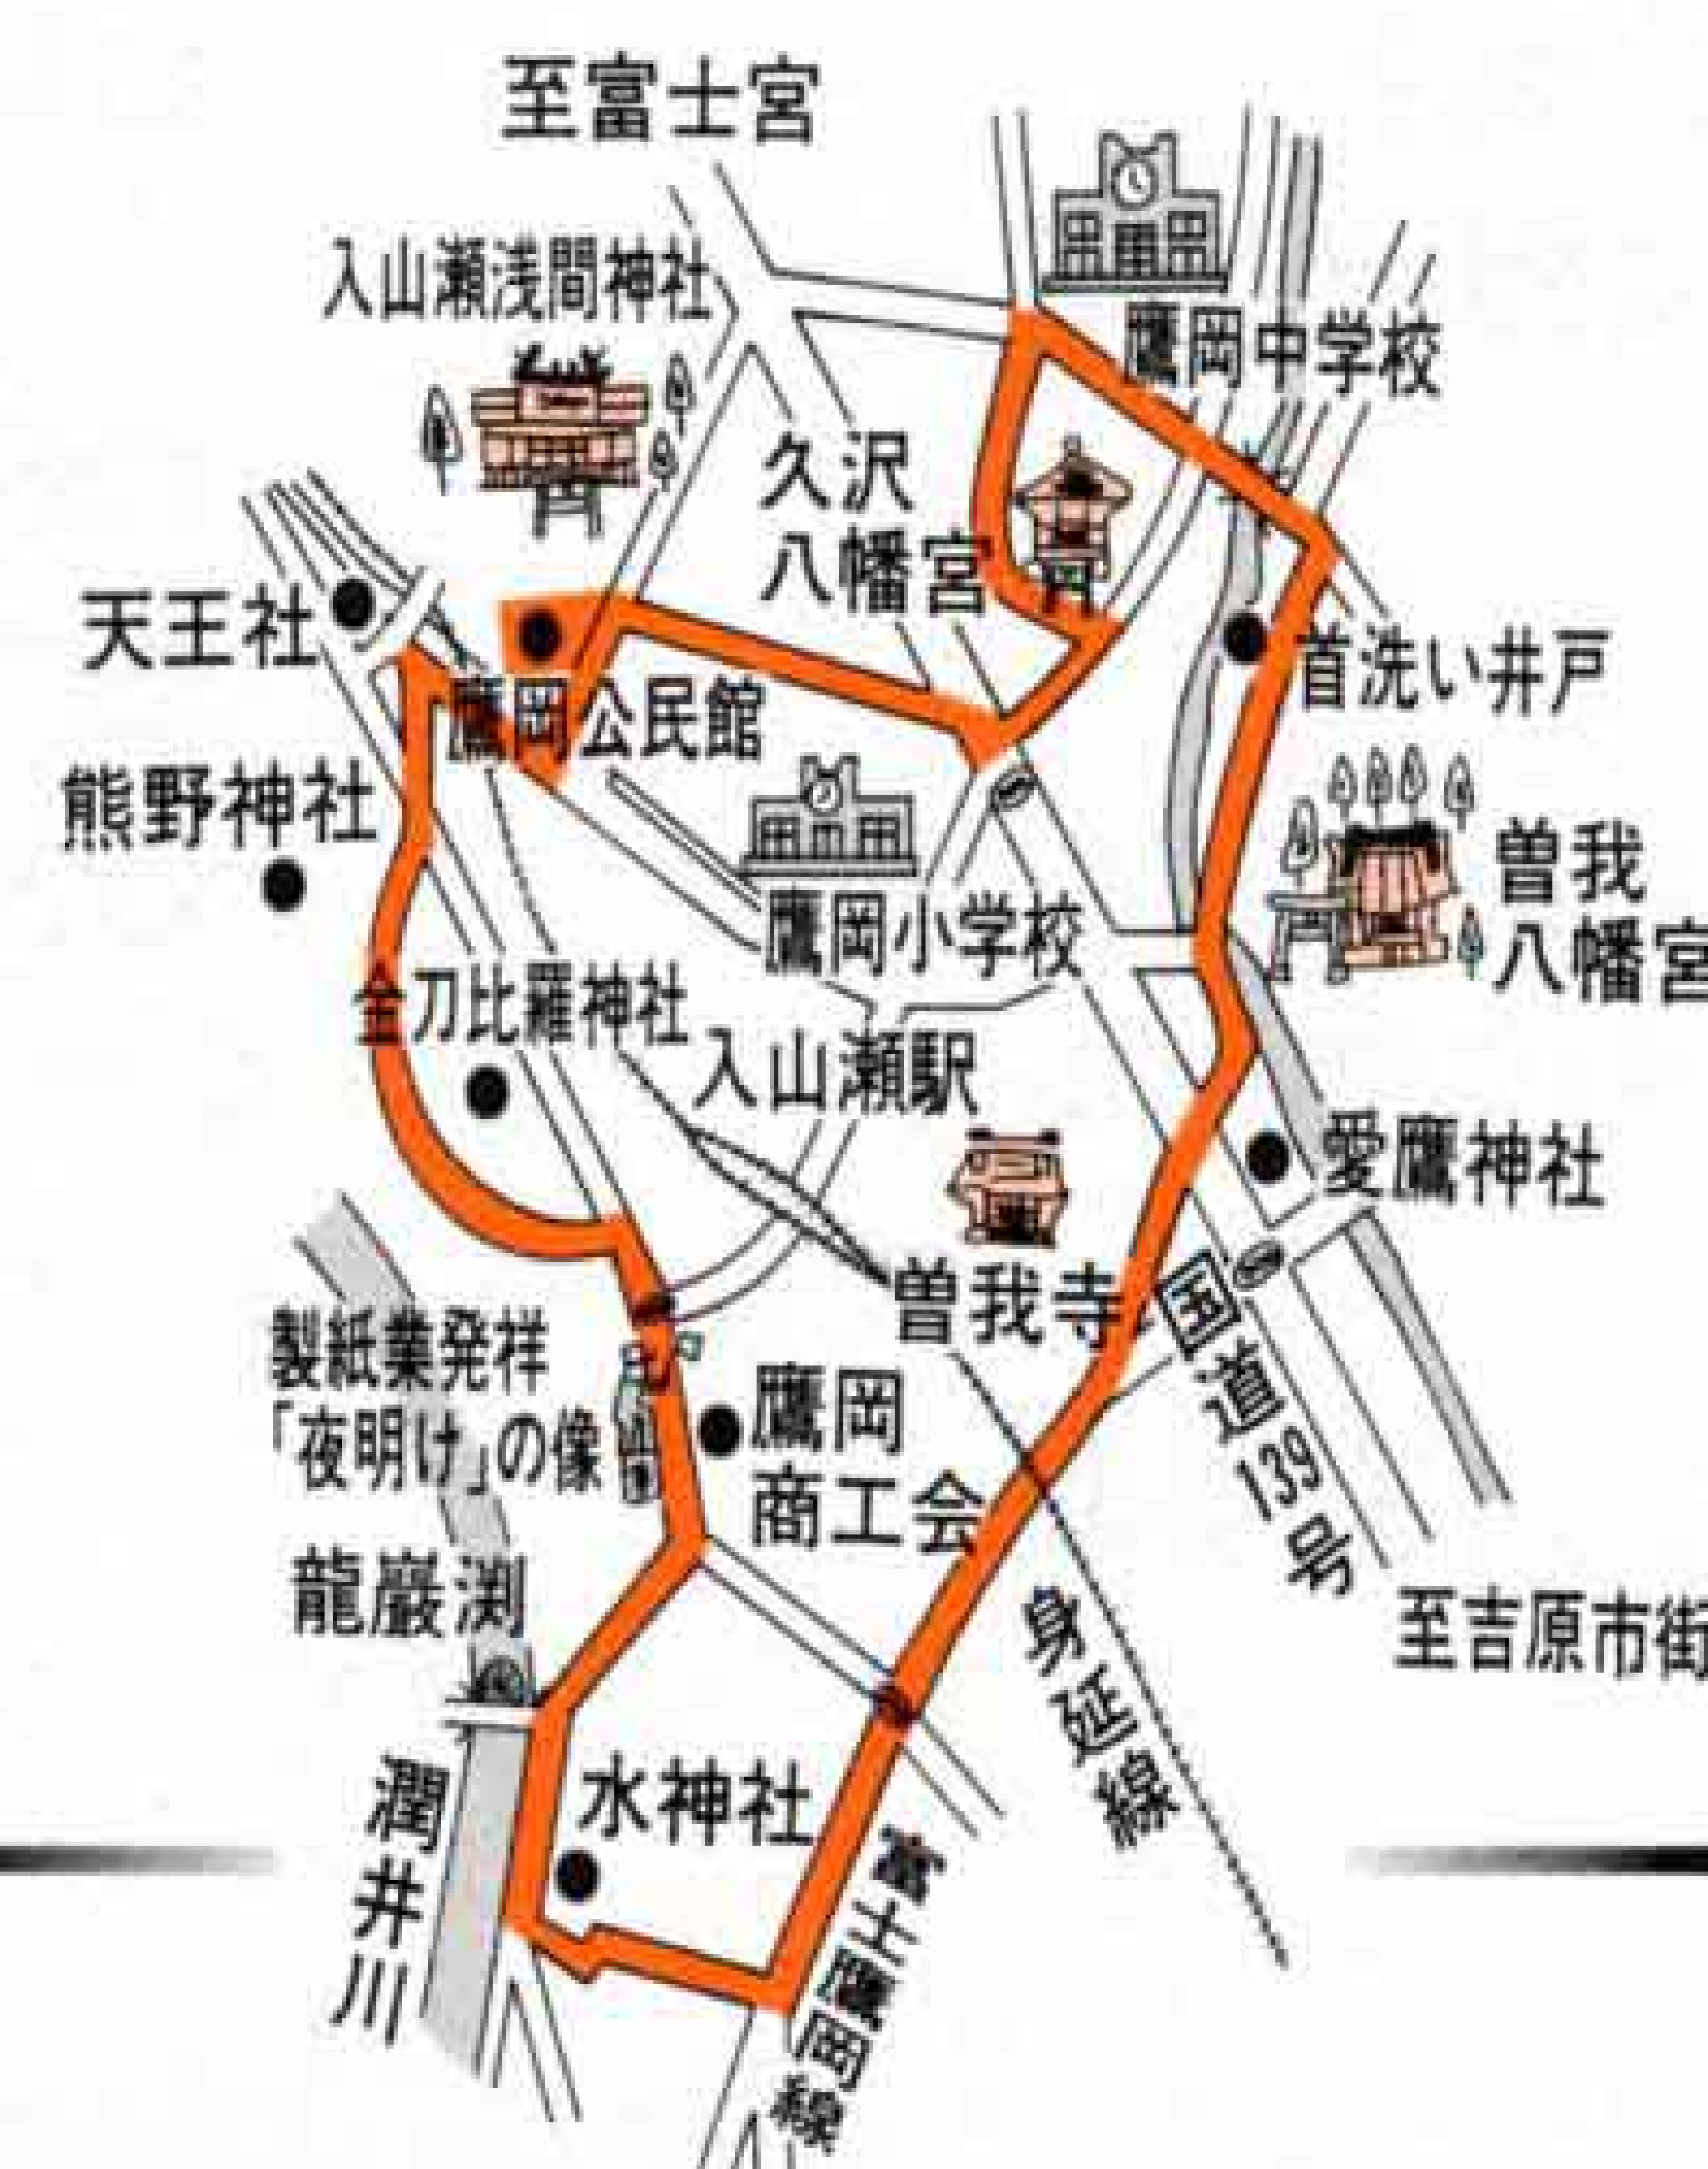 至富士宮
入山瀬浅間神社
鷹岡中学校
久沢
八幡宮
天王社
鷹岡公民館
首洗い井戸
熊野神社
鷹岡小学校
曽我
八幡宮
金刀比羅神社
入山瀬駅
愛鷹神社
曽我寺
国道139号
製紙業発祥
「夜明け」の像
鷹岡
商工会
龍巌渕
至吉原市街
身延線
水神社
潤井川
富士鷹岡線